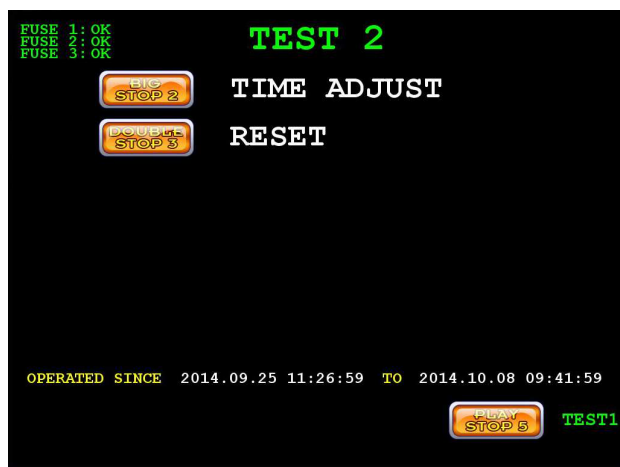 FUSE 1:OK
FUSE 2:OK
FUSE 3:OK
TEST 2
BIG
STOP 2
TIME ADJUST
DOUBLE
STOP 3
RESET
OPERATED SINCE 2014.09.25 11:26:59 TO 2014.10.08 09:41:59
PLAY
STOP 5
TEST1